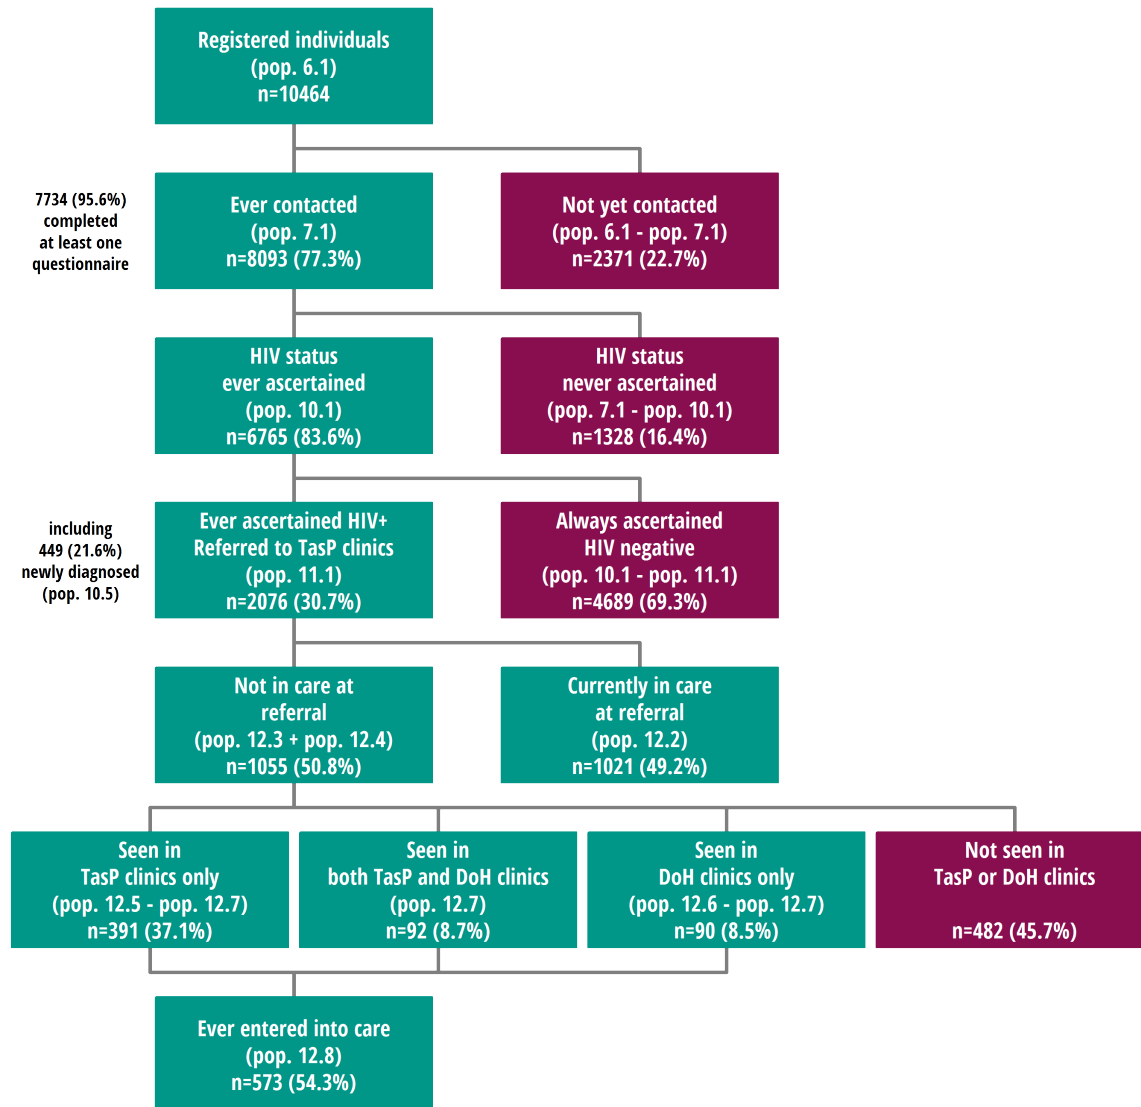 Registered individuals
(pop. 6.1)
n=10464
7734 (95.6%)
completed
at least one
questionnaire
Ever contacted
(pop. 7.1)
n=8093 (77.3%)
Not yet contacted
(pop. 6.1 - pop. 7.1)
n=2371 (22.7%)
HIV status
ever ascertained
(pop. 10.1)
n=6765 (83.6%)
HIV status
never ascertained
(pop. 7.1 - pop. 10.1)
n=1328 (16.4%)
including
449 (21.6%)
newly diagnosed
(pop. 10.5)
Ever ascertained HIV+
Referred to TasP clinics
(pop. 11.1)
n=2076 (30.7%)
Always ascertained
HIV negative
(pop. 10.1 - pop. 11.1)
n=4689 (69.3%)
Not in care at
referral
(pop. 12.3 + pop. 12.4)
n=1055 (50.8%)
Currently in care
at referral
(pop. 12.2)
n=1021 (49.2%)
Seen in
TasP clinics only
(pop. 12.5 - pop. 12.7)
n=391 (37.1%)
Seen in
both TasP and DoH clinics
(pop. 12.7)
n=92 (8.7%)
Seen in
DoH clinics only
(pop. 12.6 - pop. 12.7)
n=90 (8.5%)
Not seen in
TasP or DoH clinics
n=482 (45.7%)
Ever entered into care
(pop. 12.8)
n=573 (54.3%)